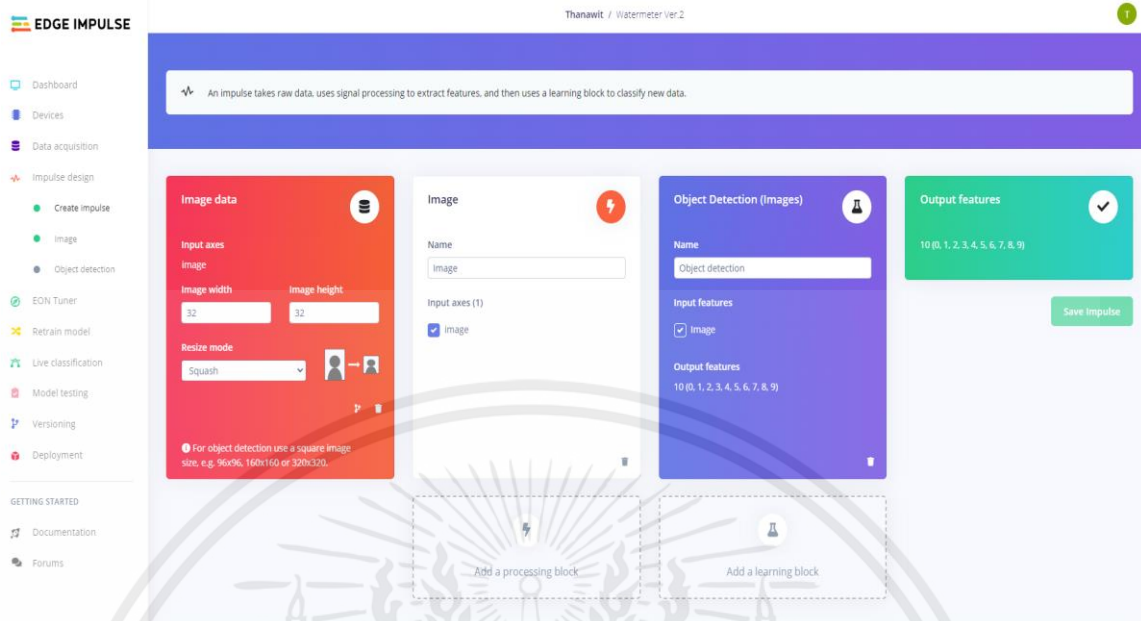 EDGE IMPULSE
Thanawit / Watermeter Ver.2
T
Dashboard
Devices
Data acquisition
Impulse design
Create impulse
Image
Object detection
EON Tuner
Retrain model
Live classification
Model testing
Versioning
Deployment
GETTING STARTED
Documentation
Forums
An impulse takes raw data, uses signal processing to extract features, and then uses a learning block to classify new data.
Image data
Input axes
image
Image width
Image height
32
32
Resize mode
Squash
For object detection use a square image
size, e.g. 96x96, 160x160 or 320x320.
Image
Name
Image
Input axes (1)
image
Object Detection (Images)
Name
Object detection
Input features
Image
Output features
10 (0, 1, 2, 3, 4, 5, 6, 7, 8, 9)
Output features
10 (0, 1, 2, 3, 4, 5, 6, 7, 8, 9)
Save Impulse
Add a processing block
Add a learning block